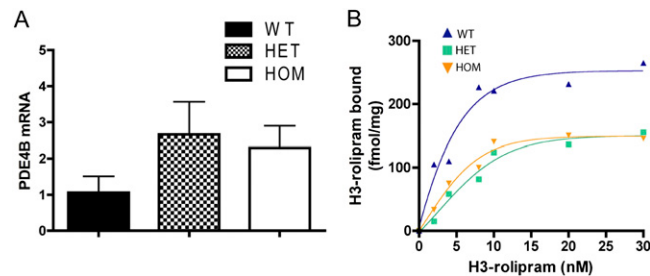 A
WT
HET
HOM
PDE4B mRNA
5
4
3
2
1
0
B
WT
HET
HOM
H3-rolipram bound
(fmol/mg)
300
200
100
0
0 5 10 15 20 25 30
H3-rolipram (nM)